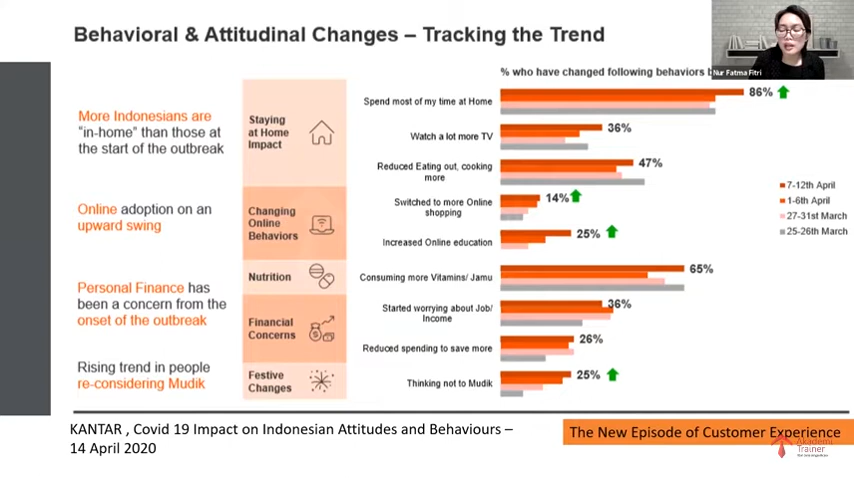 Behavioral & Attitudinal Changes – Tracking the Trend
Nur Fatma Fitri
% who have changed following behaviors
More Indonesians are
"in-home" than those at
the start of the outbreak
Online adoption on an
upward swing
Personal Finance has
been a concern from the
onset of the outbreak
Rising trend in people
re-considering Mudik
Staying
at Home
Impact
Changing
Online
Behaviors
Nutrition
Financial
Concerns
Festive
Changes
Spend most of my time at Home
86%
Watch a lot more TV
36%
Reduced Eating out, cooking
more
47%
Switched to more Online
shopping
14%
Increased Online education
25%
Consuming more Vitamins/ Jamu
65%
Started worrying about Job/
Income
36%
Reduced spending to save more
26%
Thinking not to Mudik
25%
7-12th April
1-6th April
27-31st March
25-26th March
KANTAR , Covid 19 Impact on Indonesian Attitudes and Behaviours –
14 April 2020
The New Episode of Customer Experience
Akademi
Trainer